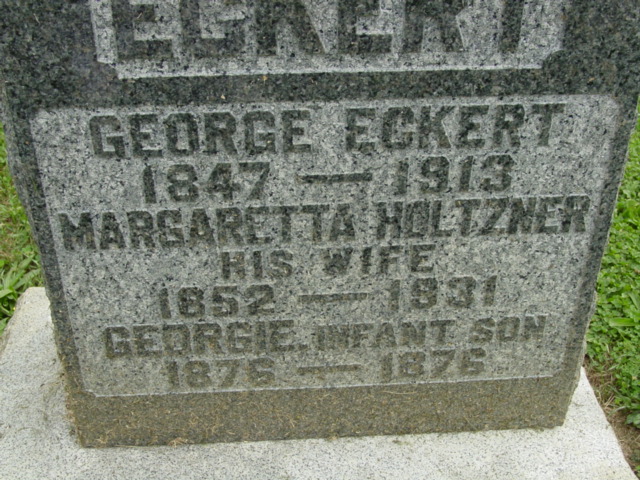 ECKERT
GEORGE ECKERT
1847 — 1913
MARGARETTA HOLTZNER
HIS WIFE
1852 — 1931
GEORGIE, INFANT SON
1876 — 1876